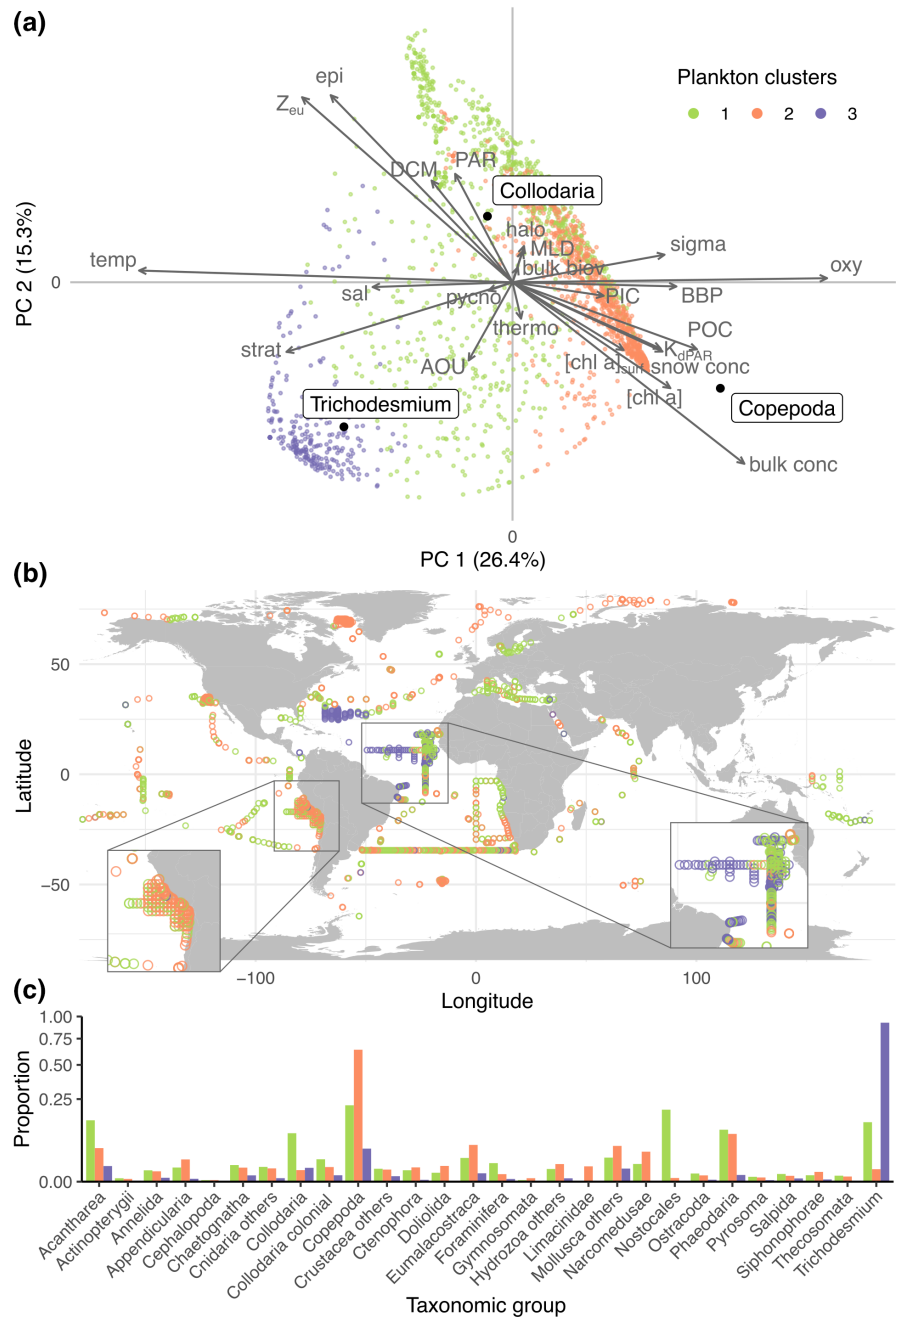 (a)
Plankton clusters
1 2 3
epi
Zeu
DCM PAR
Collodaria
halo
MLD
bulk biov
sigma
temp
oxy
0
sal
pycno
PIC
BBP
thermo
POC
strat
AOU
KdPAR
[chl a]surf snow conc
[chl a]
Trichodesmium
Copepoda
bulk conc
PC 2 (15.3%)
0
PC 1 (26.4%)
(b)
50
0
−50
Latitude
−100 0 100
Longitude
(c)
1.00
0.75
0.50
0.25
0.00
Proportion
Acantharea
Actinopterygii
Annelida
Appendicularia
Cephalopoda
Chaetognatha
Cnidaria others
Collodaria
Collodaria colonial
Copepoda
Crustacea others
Ctenophora
Doliolida
Eumalacostraca
Foraminifera
Gymnosomata
Hydrozoa others
Limacinidae
Mollusca others
Narcomedusae
Nostocales
Ostracoda
Phaeodaria
Pyrosoma
Salpida
Siphonophorae
Thecosomata
Trichodesmium
Taxonomic group